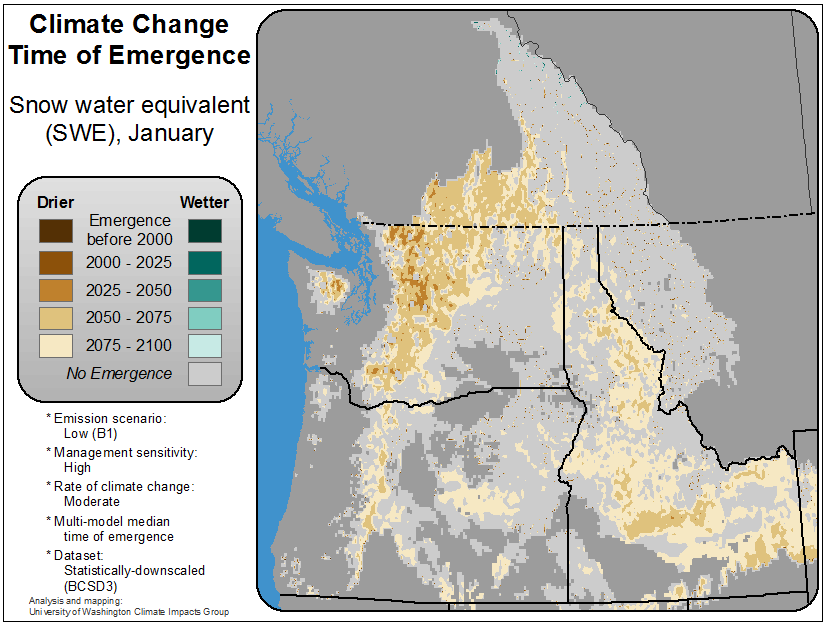 Climate Change
Time of Emergence
Snow water equivalent
(SWE), January
Drier
Wetter
Emergence
before 2000
2000 - 2025
2025 - 2050
2050 - 2075
2075 - 2100
No Emergence
* Emission scenario:
Low (B1)
* Management sensitivity:
High
* Rate of climate change:
Moderate
* Multi-model median
time of emergence
* Dataset:
Statistically-downscaled
(BCSD3)
Analysis and mapping:
University of Washington Climate Impacts Group